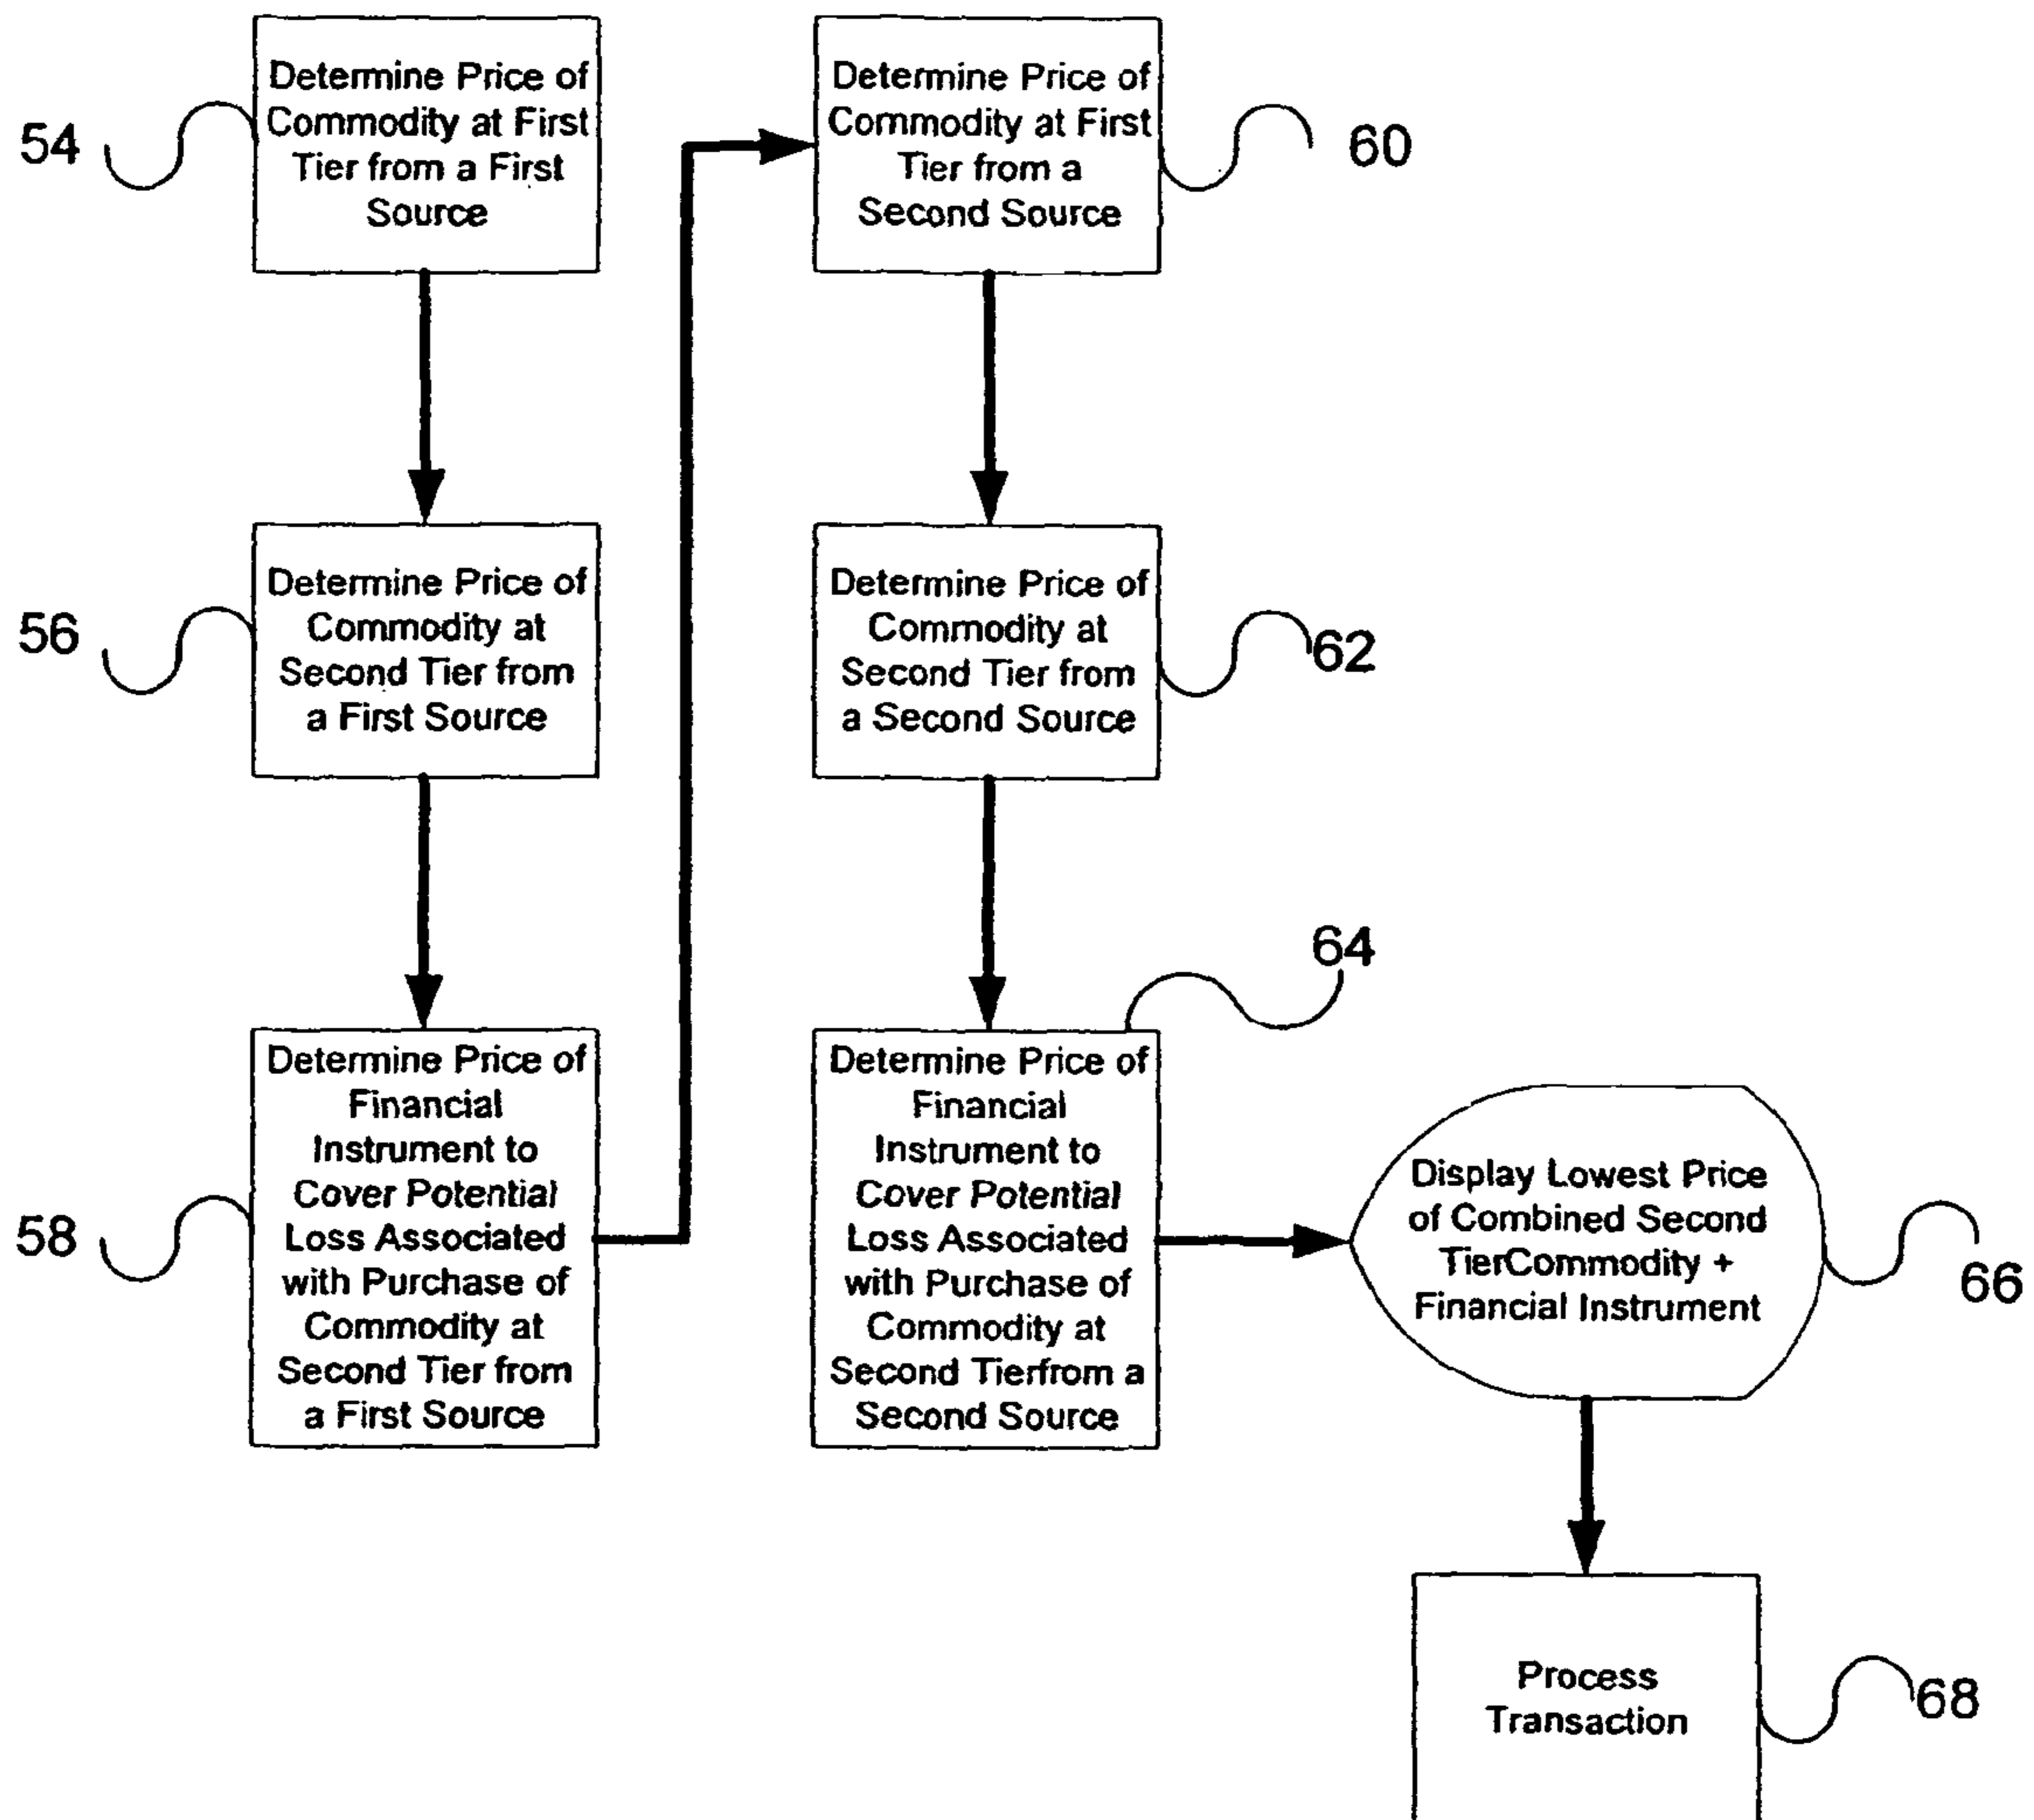 54
Determine Price of
Commodity at First
Tier from a First
Source
56
Determine Price of
Commodity at
Second Tier from
a First Source
58
Determine Price of
Financial
Instrument to
Cover Potential
Loss Associated
with Purchase of
Commodity at
Second Tier from
a First Source
Determine Price of
Commodity at First
Tier from a
Second Source
60
Determine Price of
Commodity at
Second Tier from
a Second Source
62
64
Determine Price of
Financial
Instrument to
Cover Potential
Loss Associated
with Purchase of
Commodity at
Second Tierfrom a
Second Source
Display Lowest Price
of Combined Second
TierCommodity +
Financial Instrument
66
Process
Transaction
68